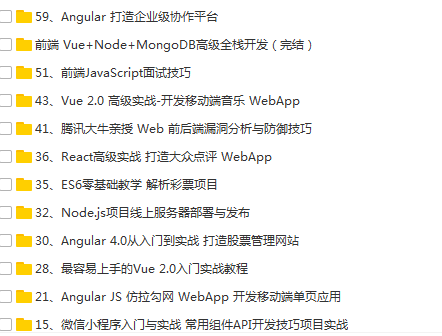 59、Angular 打造企业级协作平台
前端 Vue+Node+MongoDB高级全栈开发（完结）
51、前端JavaScript面试技巧
43、Vue 2.0 高级实战-开发移动端音乐 WebApp
41、腾讯大牛亲授 Web 前后端漏洞分析与防御技巧
36、React高级实战 打造大众点评 WebApp
35、ES6零基础教学 解析彩票项目
32、Node.js项目线上服务器部署与发布
30、Angular 4.0从入门到实战 打造股票管理网站
28、最容易上手的Vue 2.0入门实战教程
21、Angular JS 仿拉勾网 WebApp 开发移动端单页应用
15、微信小程序入门与实战 常用组件API开发技巧项目实战